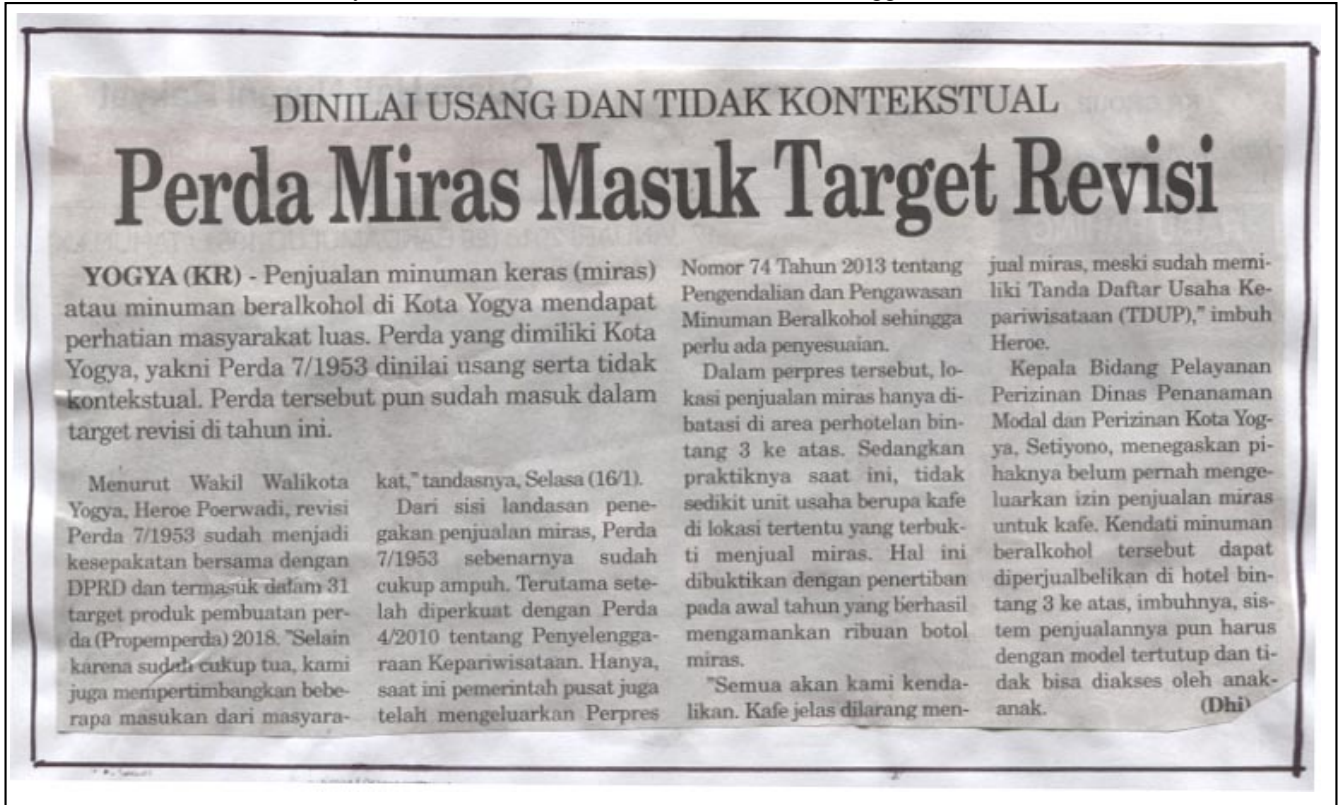 DINILAI USANG DAN TIDAK KONTEKSTUAL
Perda Miras Masuk Target Revisi
YOGYA (KR) - Penjualan minuman keras (miras)
atau minuman beralkohol di Kota Yogya mendapat
perhatian masyarakat luas. Perda yang dimiliki Kota
Yogya, yakni Perda 7/1953 dinilai usang serta tidak
kontekstual. Perda tersebut pun sudah masuk dalam
target revisi di tahun ini.
Menurut Wakil Walikota
Yogya, Heroe Poerwadi, revisi
Perda 7/1953 sudah menjadi
kesepakatan bersama dengan
DPRD dan termasuk dalam 31
target produk pembuatan per-
da (Propemperda) 2018. "Selain
karena sudah cukup tua, kami
juga mempertimbangkan bebe-
rapa masukan dari masyara-
kat," tandasnya, Selasa (16/1).
Dari sisi landasan pene-
gakan penjualan miras, Perda
7/1953 sebenarnya sudah
cukup ampuh. Terutama sete-
lah diperkuat dengan Perda
4/2010 tentang Penyelengga-
raan Kepariwisataan. Hanya,
saat ini pemerintah pusat juga
telah mengeluarkan Perpres
Nomor 74 Tahun 2013 tentang
Pengendalian dan Pengawasan
Minuman Beralkohol sehingga
perlu ada penyesuaian.
Dalam perpres tersebut, lo-
kasi penjualan miras hanya di-
batasi di area perhotelan bin-
tang 3 ke atas. Sedangkan
praktiknya saat ini, tidak
sedikit unit usaha berupa kafe
di lokasi tertentu yang terbuk-
ti menjual miras. Hal ini
dibuktikan dengan penertiban
pada awal tahun yang berhasil
mengamankan ribuan botol
miras.
"Semua akan kami kenda-
likan. Kafe jelas dilarang men-
jual miras, meski sudah memi-
liki Tanda Daftar Usaha Ke-
pariwisataan (TDUP)," imbuh
Heroe.
Kepala Bidang Pelayanan
Perizinan Dinas Penanaman
Modal dan Perizinan Kota Yog-
ya, Setiyono, menegaskan pi-
haknya belum pernah menge-
luarkan izin penjualan miras
untuk kafe. Kendati minuman
beralkohol tersebut dapat
diperjualbelikan di hotel bin-
tang 3 ke atas, imbuhnya, sis-
tem penjualannya pun harus
dengan model tertutup dan ti-
dak bisa diakses oleh anak-
anak. (Dhi)